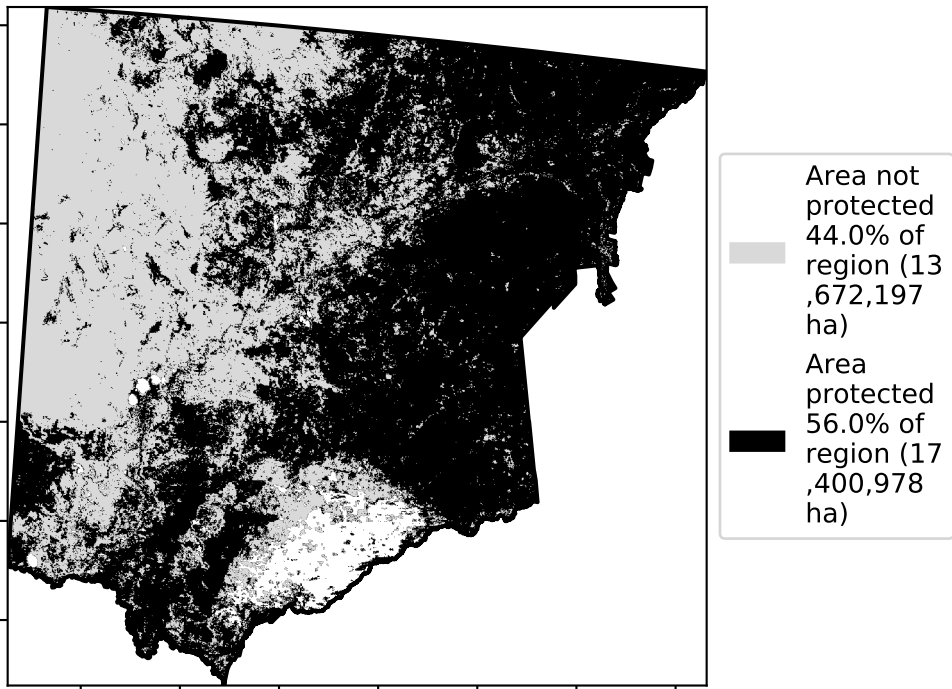 Area not
protected
44.0% of
region (13
,672,197
ha)
Area
protected
56.0% of
region (17
,400,978
ha)